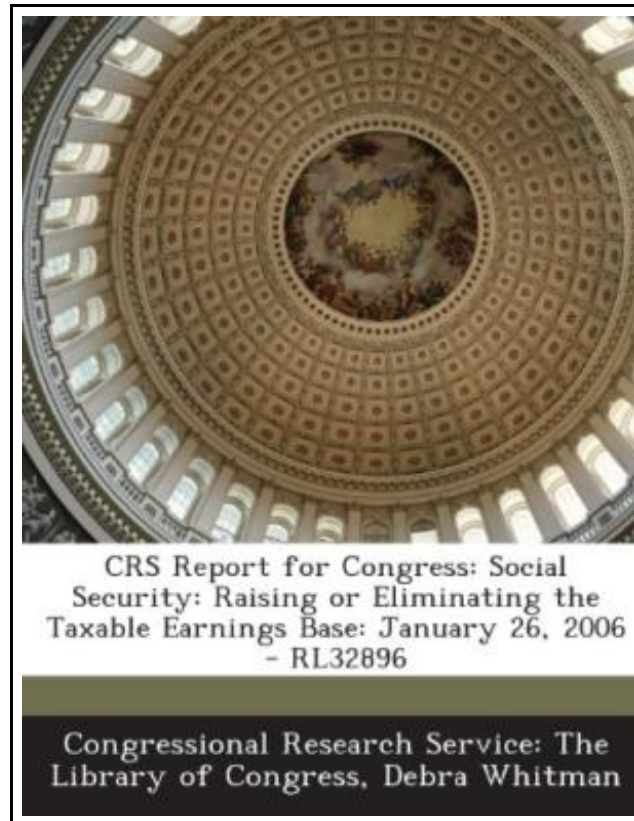 CRS Report for Congress: Social
Security: Raising or Eliminating the
Taxable Earnings Base: January 26, 2006
- RL32896
Congressional Research Service: The
Library of Congress, Debra Whitman